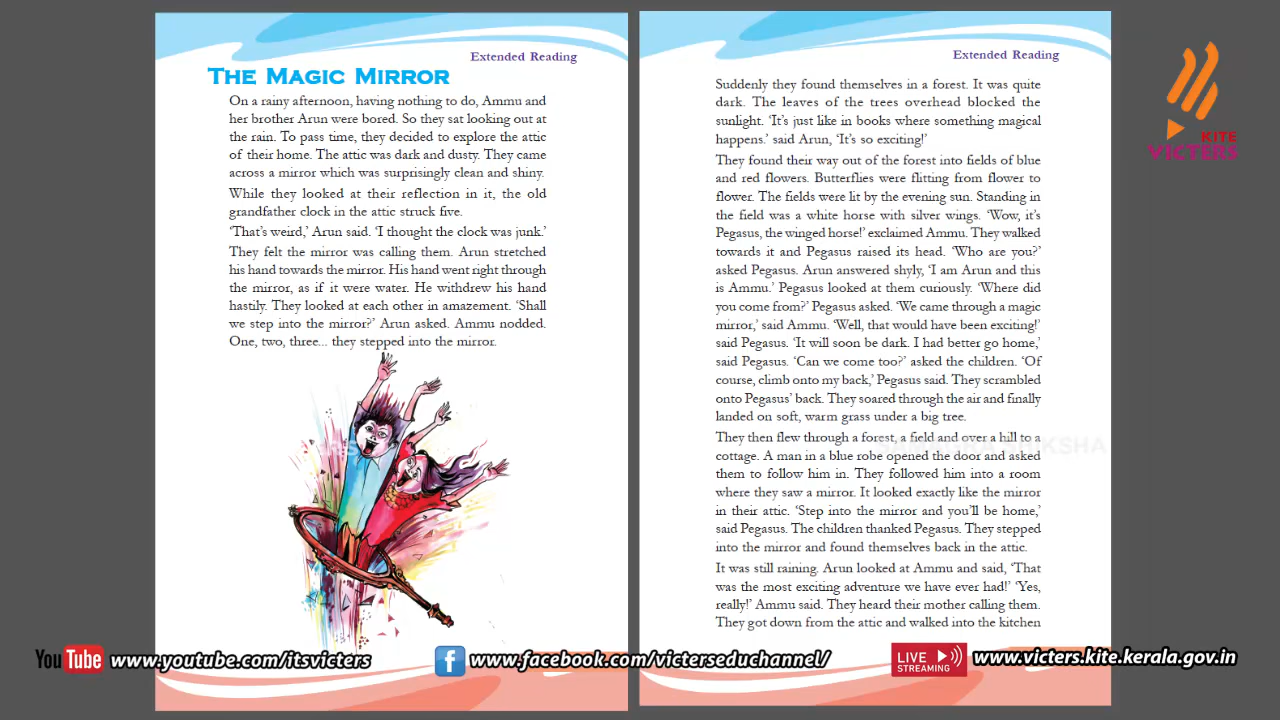 Extended Reading
THE MAGIC MIRROR
On a rainy afternoon, having nothing to do, Ammu and
her brother Arun were bored. So they sat looking out at
the rain. To pass time, they decided to explore the attic
of their home. The attic was dark and dusty. They came
across a mirror which was surprisingly clean and shiny.
While they looked at their reflection in it, the old
grandfather clock in the attic struck five.
‘That’s weird,’ Arun said. ‘I thought the clock was junk.’
They felt the mirror was calling them. Arun stretched
his hand towards the mirror. His hand went right through
the mirror, as if it were water. He withdrew his hand
hastily. They looked at each other in amazement. ‘Shall
we step into the mirror?’ Arun asked. Ammu nodded.
One, two, three... they stepped into the mirror.
Extended Reading
Suddenly they found themselves in a forest. It was quite
dark. The leaves of the trees overhead blocked the
sunlight. ‘It’s just like in books where something magical
happens.’ said Arun, ‘It’s so exciting!’
They found their way out of the forest into fields of blue
and red flowers. Butterflies were flitting from flower to
flower. The fields were lit by the evening sun. Standing in
the field was a white horse with silver wings. ‘Wow, it’s
Pegasus, the winged horse!’ exclaimed Ammu. They walked
towards it and Pegasus raised its head. ‘Who are you?’
asked Pegasus. Arun answered shyly, ‘I am Arun and this
is Ammu.’ Pegasus looked at them curiously. ‘Where did
you come from?’ Pegasus asked. ‘We came through a magic
mirror,’ said Ammu. ‘Well, that would have been exciting!’
said Pegasus. ‘It will soon be dark. I had better go home,’
said Pegasus. ‘Can we come too?’ asked the children. ‘Of
course, climb onto my back,’ Pegasus said. They scrambled
onto Pegasus’ back. They soared through the air and finally
landed on soft, warm grass under a big tree.
They then flew through a forest, a field and over a hill to a
cottage. A man in a blue robe opened the door and asked
them to follow him in. They followed him into a room
where they saw a mirror. It looked exactly like the mirror
in their attic. ‘Step into the mirror and you’ll be home,’
said Pegasus. The children thanked Pegasus. They stepped
into the mirror and found themselves back in the attic.
It was still raining. Arun looked at Ammu and said, ‘That
was the most exciting adventure we have ever had!’ ‘Yes,
really!’ Ammu said. They heard their mother calling them.
They got down from the attic and walked into the kitchen
KITE
VICTERS
YouTube www.youtube.com/itsvicters
f www.facebook.com/victerseduchannel/
LIVE
STREAMING
www.victers.kite.kerala.gov.in